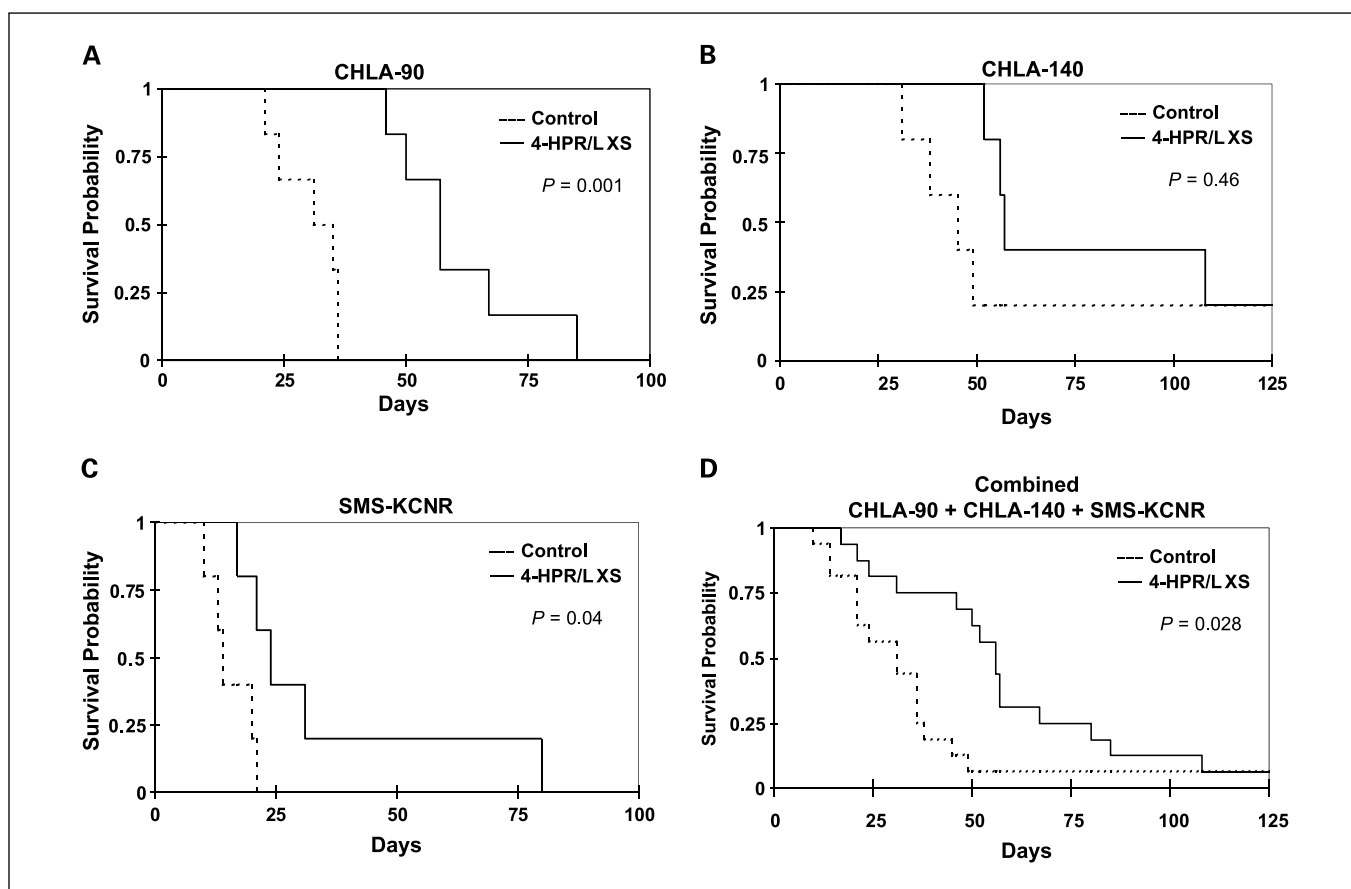 A
CHLA-90
Survival Probability
1
0.75
0.5
0.25
0
0 25 50 75 100
Days
Control
4-HPR/LXS
P = 0.001
B
CHLA-140
Survival Probability
1
0.75
0.5
0.25
0
0 25 50 75 100 125
Days
Control
4-HPR/LXS
P = 0.46
C
SMS-KCNR
Survival Probability
1
0.75
0.5
0.25
0
0 25 50 75 100
Days
Control
4-HPR/LXS
P = 0.04
D
Combined
CHLA-90 + CHLA-140 + SMS-KCNR
Survival Probability
1
0.75
0.5
0.25
0
0 25 50 75 100 125
Days
Control
4-HPR/LXS
P = 0.028